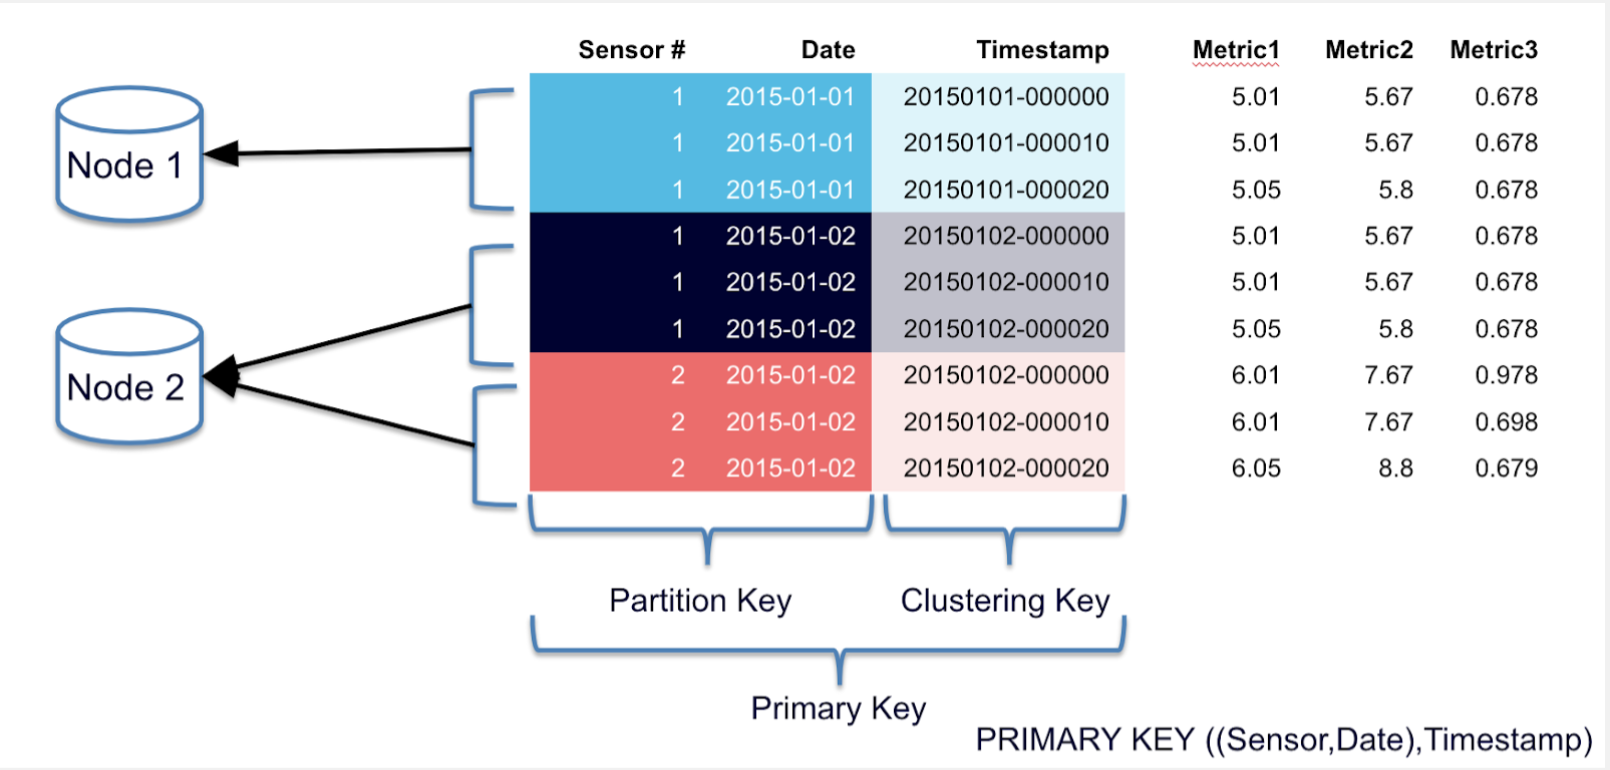 Sensor # Date Timestamp Metric1 Metric2 Metric3
1 2015-01-01 20150101-000000 5.01 5.67 0.678
Node 1
1 2015-01-01 20150101-000010 5.01 5.67 0.678
1 2015-01-01 20150101-000020 5.05 5.8 0.678
1 2015-01-02 20150102-000000 5.01 5.67 0.678
1 2015-01-02 20150102-000010 5.01 5.67 0.678
1 2015-01-02 20150102-000020 5.05 5.8 0.678
Node 2
2 2015-01-02 20150102-000000 6.01 7.67 0.978
2 2015-01-02 20150102-000010 6.01 7.67 0.698
2 2015-01-02 20150102-000020 6.05 8.8 0.679
Partition Key Clustering Key
Primary Key
PRIMARY KEY ((Sensor,Date),Timestamp)